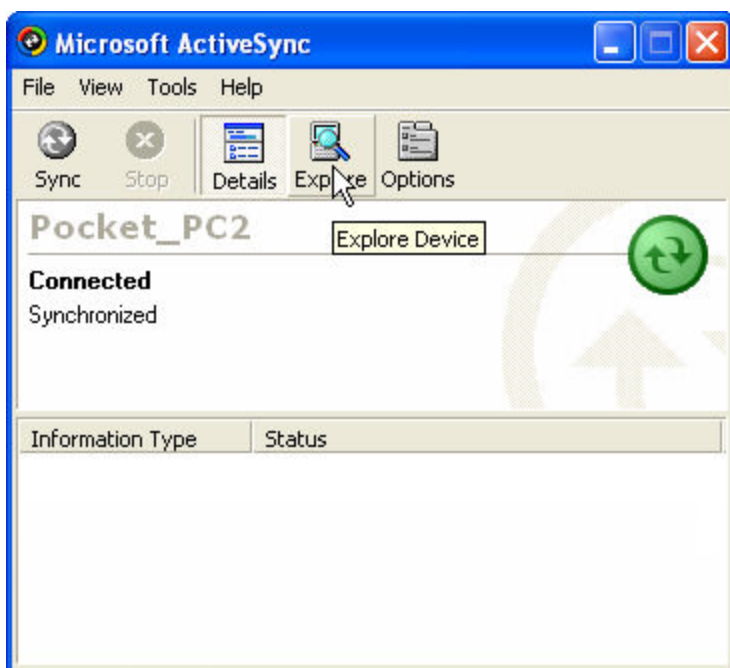 Microsoft ActiveSync
File View Tools Help
Sync Stop Details Explore Options
Explore Device
Pocket_PC2
Connected
Synchronized
Information Type Status